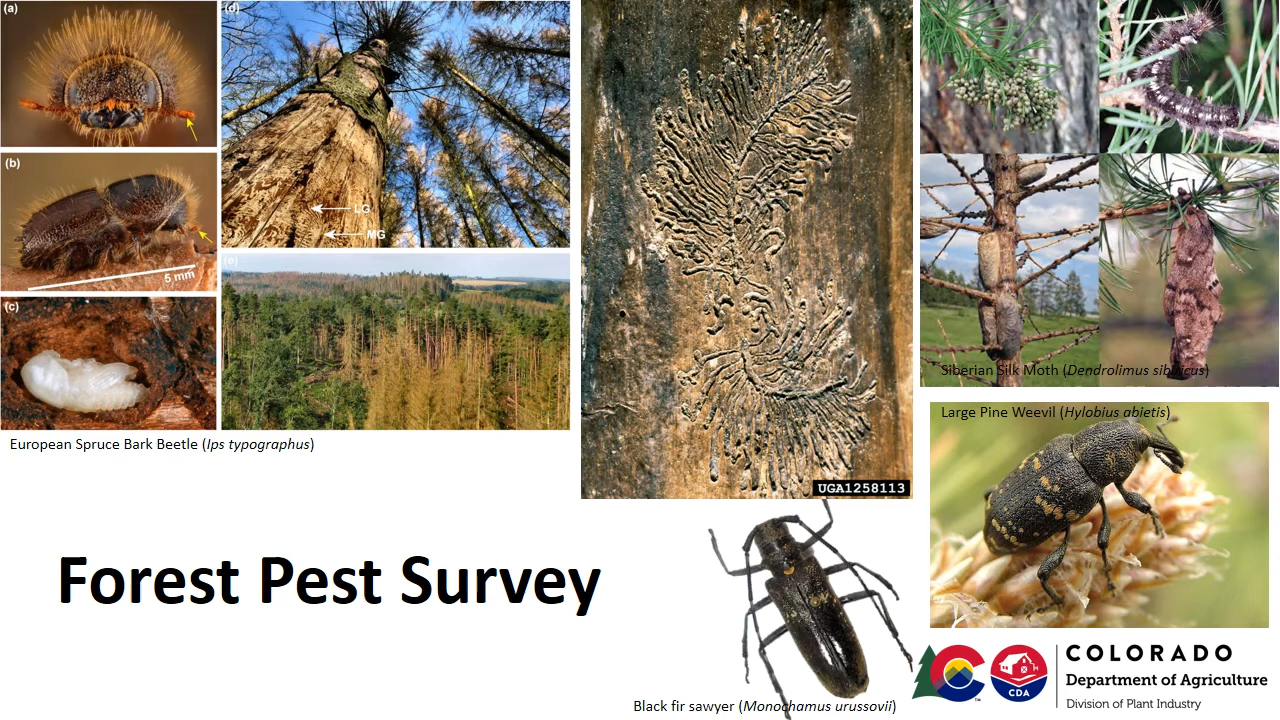 (a)
(b)
5 mm
(c)
(d)
LG
MG
(e)
European Spruce Bark Beetle (Ips typographus)
UGA1258113
Siberian Silk Moth (Dendrolimus sibiricus)
Large Pine Weevil (Hylobius abietis)
Forest Pest Survey
Black fir sawyer (Monochamus urussovii)
CDA
COLORADO
Department of Agriculture
Division of Plant Industry